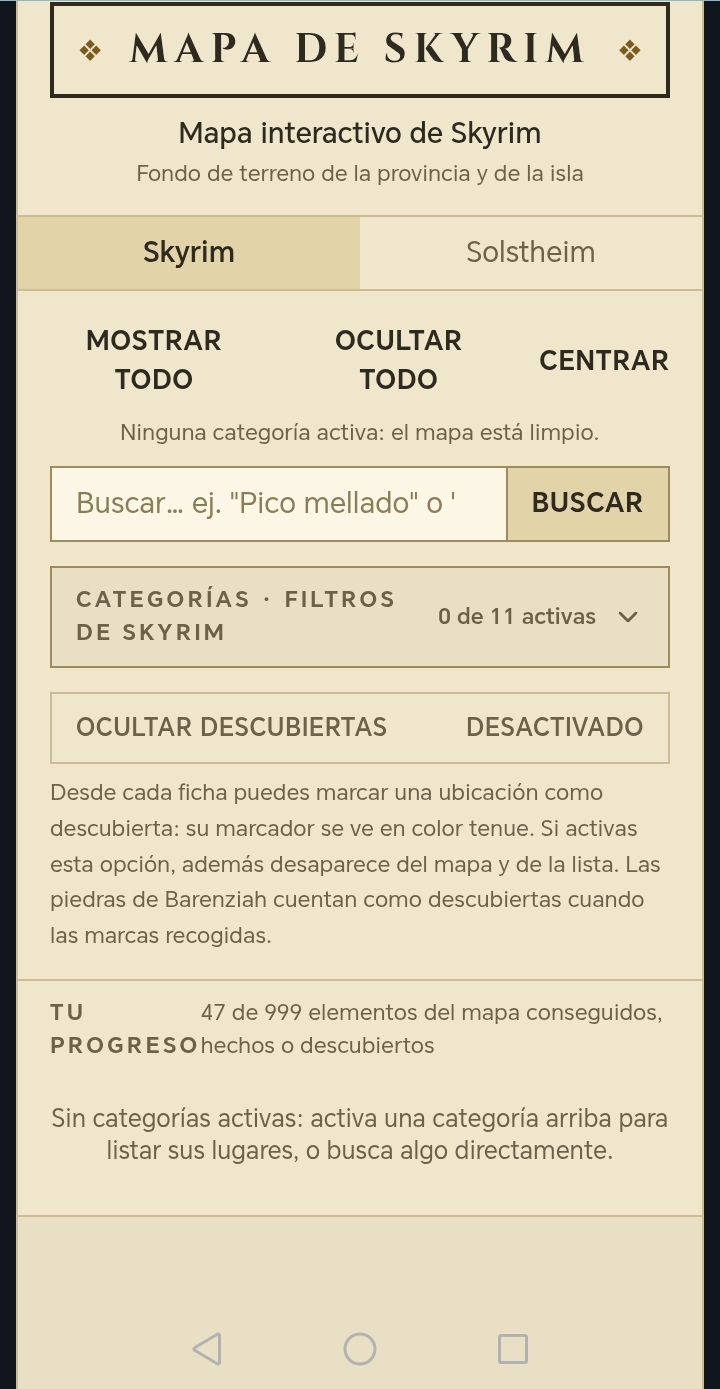 MAPA DE SKYRIM
Mapa interactivo de Skyrim
Fondo de terreno de la provincia y de la isla
Skyrim
Solstheim
MOSTRAR
TODO
OCULTAR
TODO
CENTRAR
Ninguna categoría activa: el mapa está limpio.
Buscar... ej. "Pico mellado" o '
BUSCAR
CATEGORÍAS · FILTROS
DE SKYRIM
0 de 11 activas
OCULTAR DESCUBIERTAS
DESACTIVADO
Desde cada ficha puedes marcar una ubicación como
descubierta: su marcador se ve en color tenue. Si activas
esta opción, además desaparece del mapa y de la lista. Las
piedras de Barenziah cuentan como descubiertas cuando
las marcas recogidas.
TU
PROGRESO
47 de 999 elementos del mapa conseguidos,
hechos o descubiertos
Sin categorías activas: activa una categoría arriba para
listar sus lugares, o busca algo directamente.